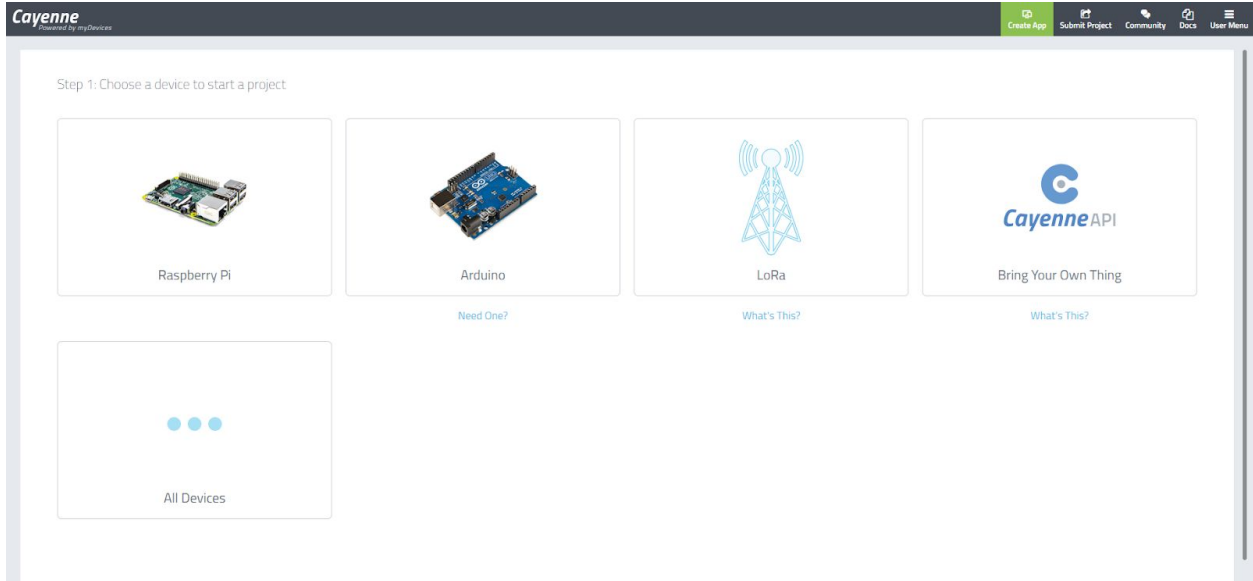 Cayenne
Powered by myDevices
Create App
Submit Project
Community
Docs
User Menu
Step 1: Choose a device to start a project
Raspberry Pi
Arduino
LoRa
Cayenne API
Bring Your Own Thing
Need One?
What's This?
What's This?
All Devices